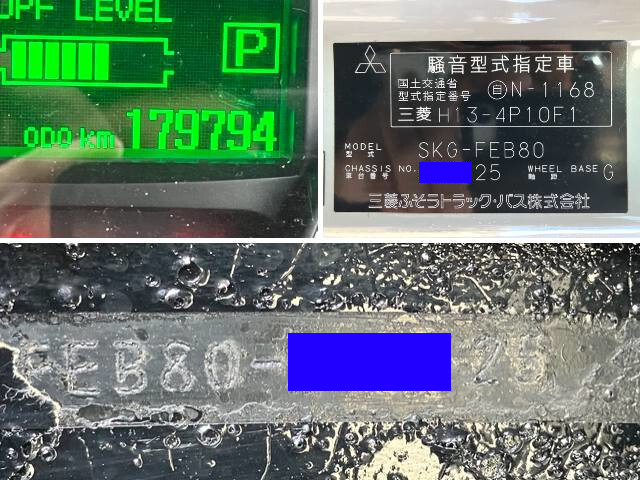 DPF LEVEL
P
ODO km 179794
騒音型式指定車
国土交通省
型式指定番号 自N-1168
三菱 H13-4P10F1
MODEL
型式 SKG-FEB80
CHASSIS NO. 25 WHEEL BASE G
車台番号 軸距
三菱ふそうトラック・バス株式会社
FEB80- 25